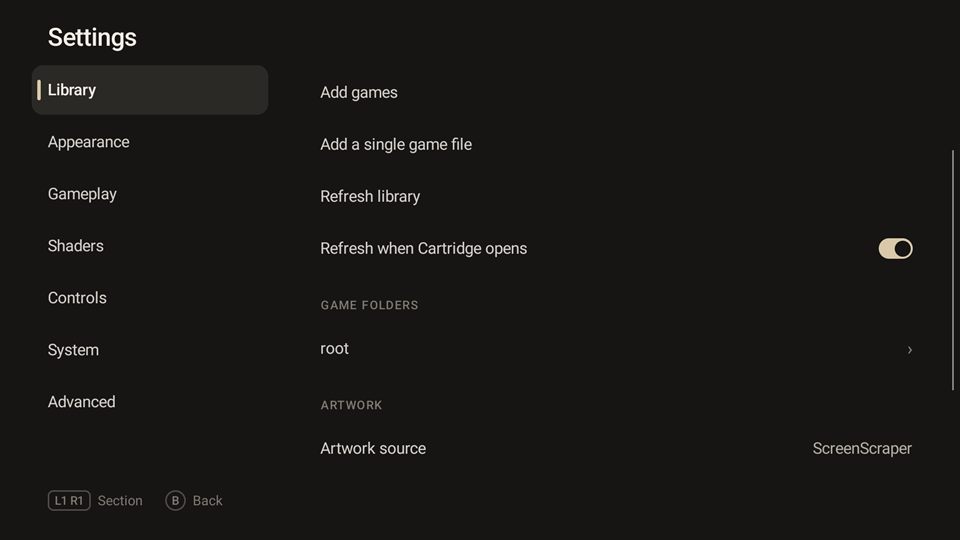 Settings
Library
Appearance
Gameplay
Shaders
Controls
System
Advanced
Add games
Add a single game file
Refresh library
Refresh when Cartridge opens
GAME FOLDERS
root ›
ARTWORK
Artwork source ScreenScraper
L1 R1 Section B Back